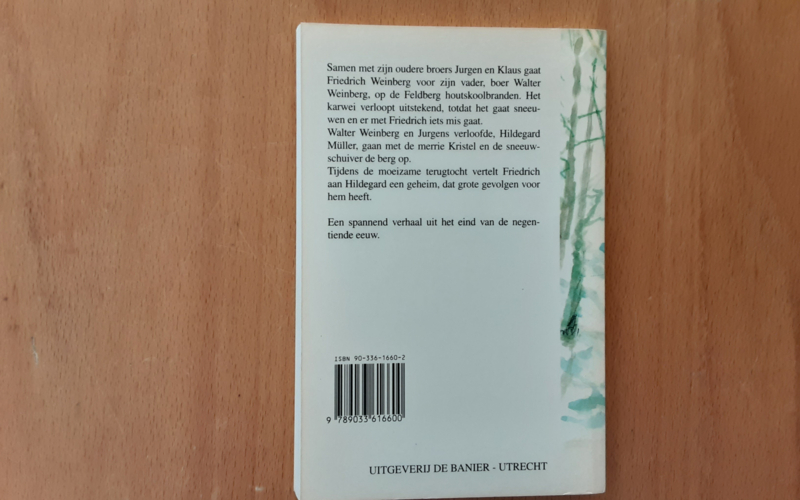 Samen met zijn oudere broers Jurgen en Klaus gaat
Friedrich Weinberg voor zijn vader, boer Walter
Weinberg, op de Feldberg houtskoolbranden. Het
karwei verloopt uitstekend, totdat het gaat sneeu-
wen en er met Friedrich iets mis gaat.
Walter Weinberg en Jurgens verloofde, Hildegard
Müller, gaan met de merrie Kristel en de sneeuw-
schuiver de berg op.
Tijdens de moeizame terugtocht vertelt Friedrich
aan Hildegard een geheim, dat grote gevolgen voor
hem heeft.
Een spannend verhaal uit het eind van de negen-
tiende eeuw.
ISBN 90-336-1660-2
9 789033 616600
UITGEVERIJ DE BANIER - UTRECHT